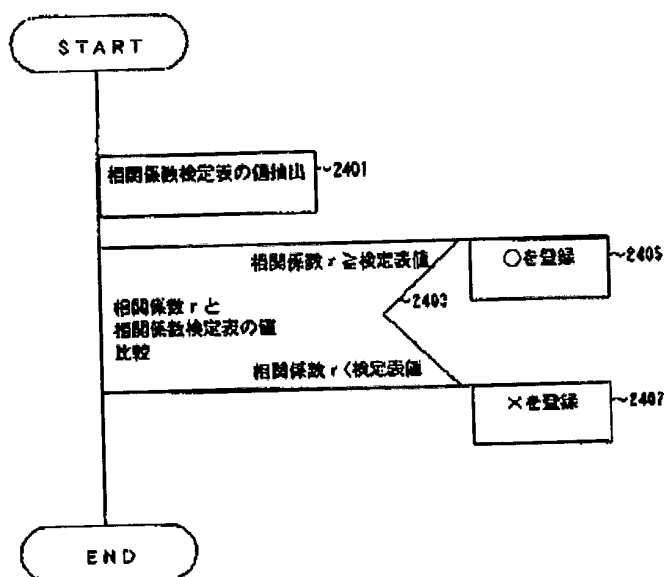 START
相関係数検定表の値抽出 ~2401
相関係数 r ≧検定表値
○を登録 ~2405
~2403
相関係数 r と
相関係数検定表の値
比較
相関係数 r <検定表値
×を登録 ~2407
END